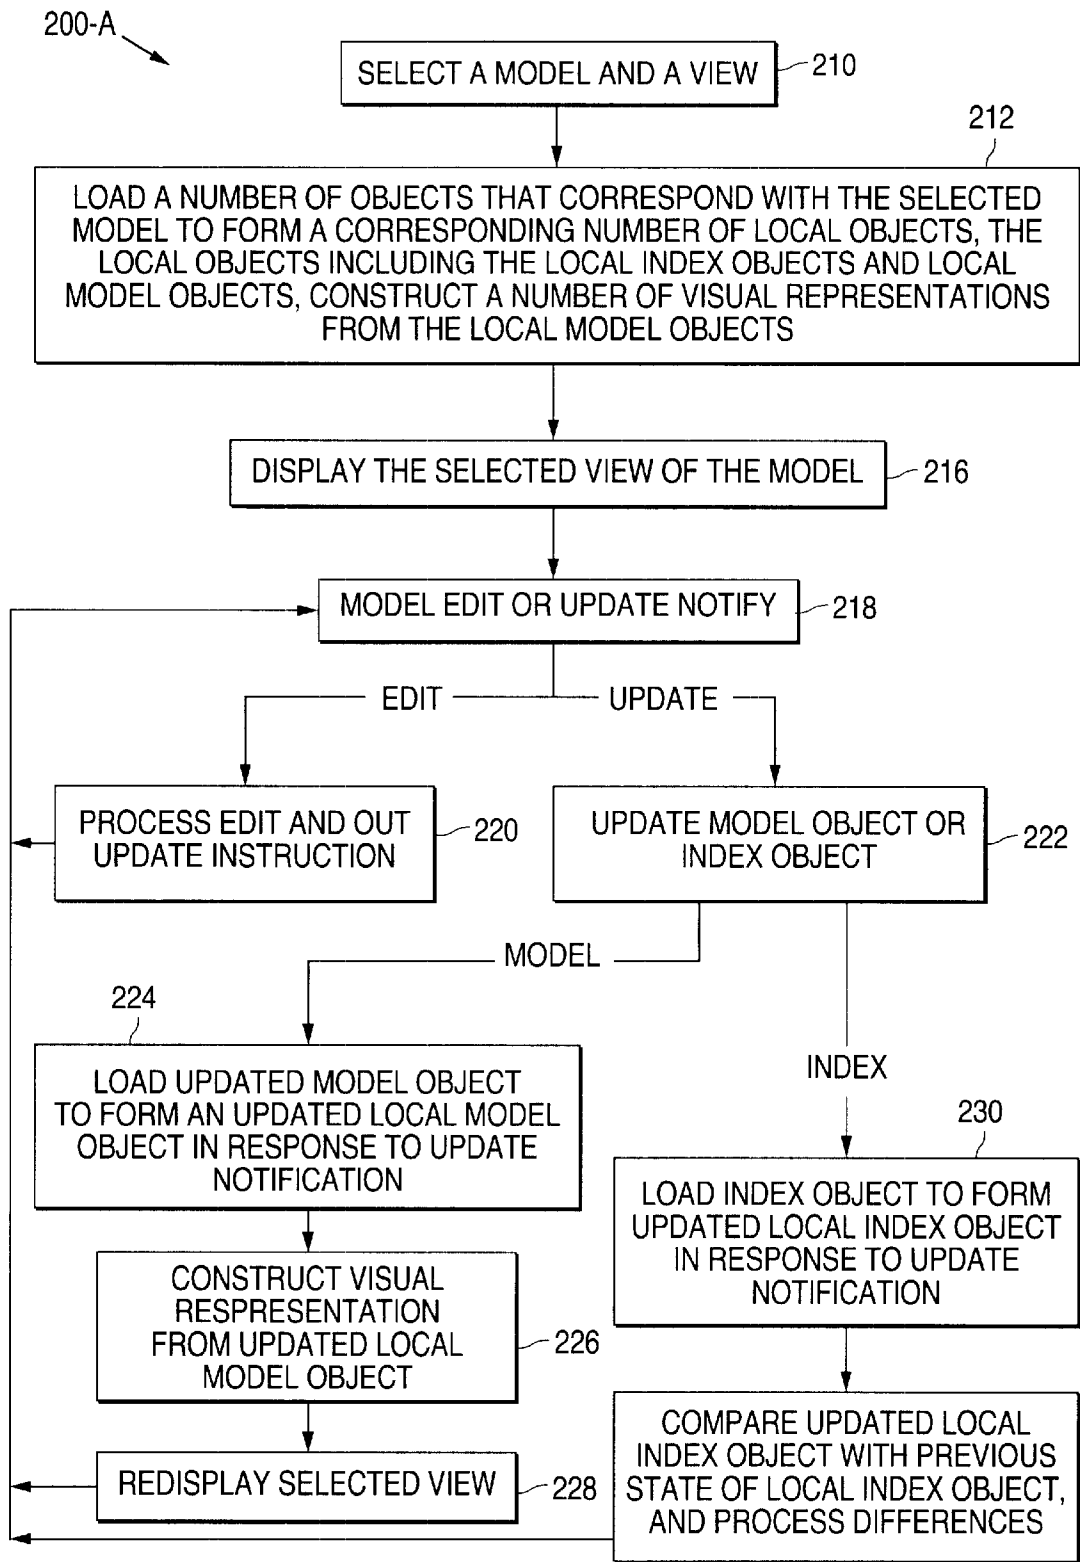 200-A
SELECT A MODEL AND A VIEW
210
212
LOAD A NUMBER OF OBJECTS THAT CORRESPOND WITH THE SELECTED
MODEL TO FORM A CORRESPONDING NUMBER OF LOCAL OBJECTS, THE
LOCAL OBJECTS INCLUDING THE LOCAL INDEX OBJECTS AND LOCAL
MODEL OBJECTS, CONSTRUCT A NUMBER OF VISUAL REPRESENTATIONS
FROM THE LOCAL MODEL OBJECTS
DISPLAY THE SELECTED VIEW OF THE MODEL
216
MODEL EDIT OR UPDATE NOTIFY
218
EDIT
UPDATE
PROCESS EDIT AND OUT
UPDATE INSTRUCTION
220
UPDATE MODEL OBJECT OR
INDEX OBJECT
222
MODEL
INDEX
224
LOAD UPDATED MODEL OBJECT
TO FORM AN UPDATED LOCAL MODEL
OBJECT IN RESPONSE TO UPDATE
NOTIFICATION
230
LOAD INDEX OBJECT TO FORM
UPDATED LOCAL INDEX OBJECT
IN RESPONSE TO UPDATE
NOTIFICATION
CONSTRUCT VISUAL
RESPRESENTATION
FROM UPDATED LOCAL
MODEL OBJECT
226
COMPARE UPDATED LOCAL
INDEX OBJECT WITH PREVIOUS
STATE OF LOCAL INDEX OBJECT,
AND PROCESS DIFFERENCES
REDISPLAY SELECTED VIEW
228